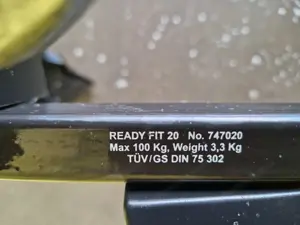 READY FIT 20 No. 747020
Max 100 Kg, Weight 3,3 Kg
TÜV/GS DIN 75 302